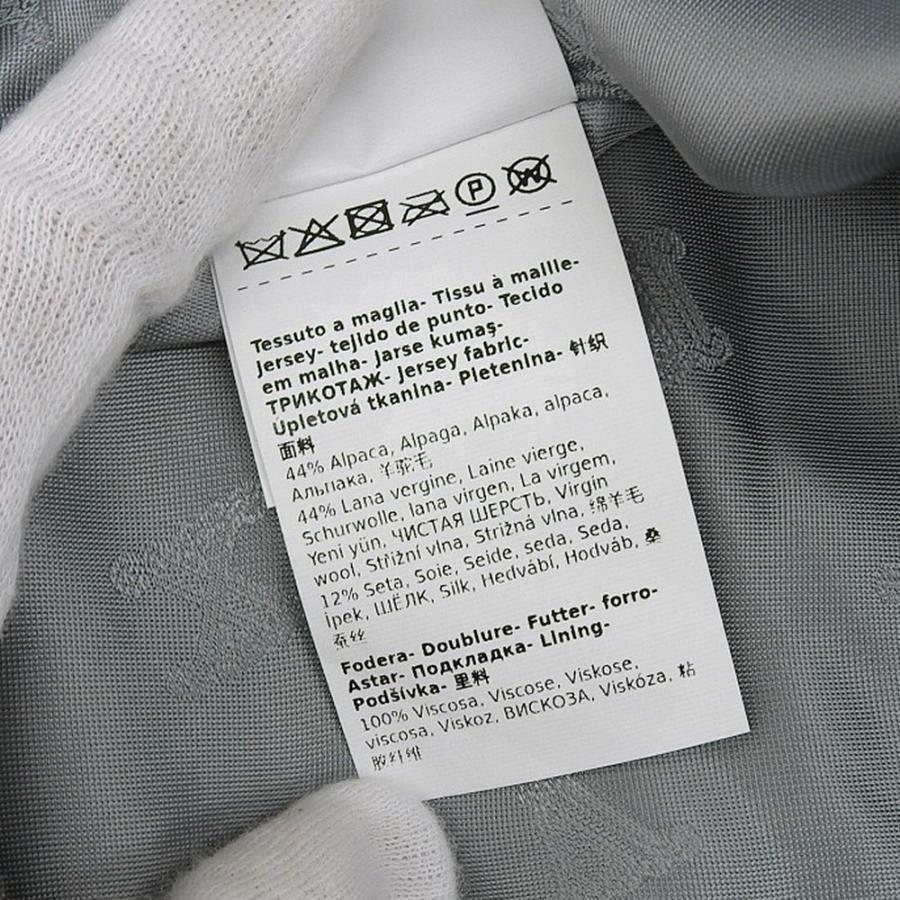 P
W
Tessuto a maglia- Tissu à mallie-
Jersey- tejido de punto- Tecido
em malha- Jarse kumaş-
ТРИКОТАЖ- Jersey fabric-
Úpletová tkanina- Pletenina- 针织
面料
44% Alpaca, Alpaga, Alpaka, alpaca,
Альпака, 羊驼毛
44% Lana vergine, Laine vierge,
Schurwolle, lana virgen, La virgem,
Yeni yün, ЧИСТАЯ ШЕРСТЬ, Virgin
wool, Střižní vlna, Strižná vlna, 绵羊毛
12% Seta, Soie, Seide, seda, Seda,
İpek, ШЁЛК, Silk, Hedvábí, Hodváb, 桑
蚕丝
Fodera- Doublure- Futter- forro-
Astar- Подкладка- Lining-
Podšívka- 里料
100% Viscosa, Viscose, Viskose,
viscosa, Viskoz, ВИСКОЗА, Viskóza, 粘
胶纤维